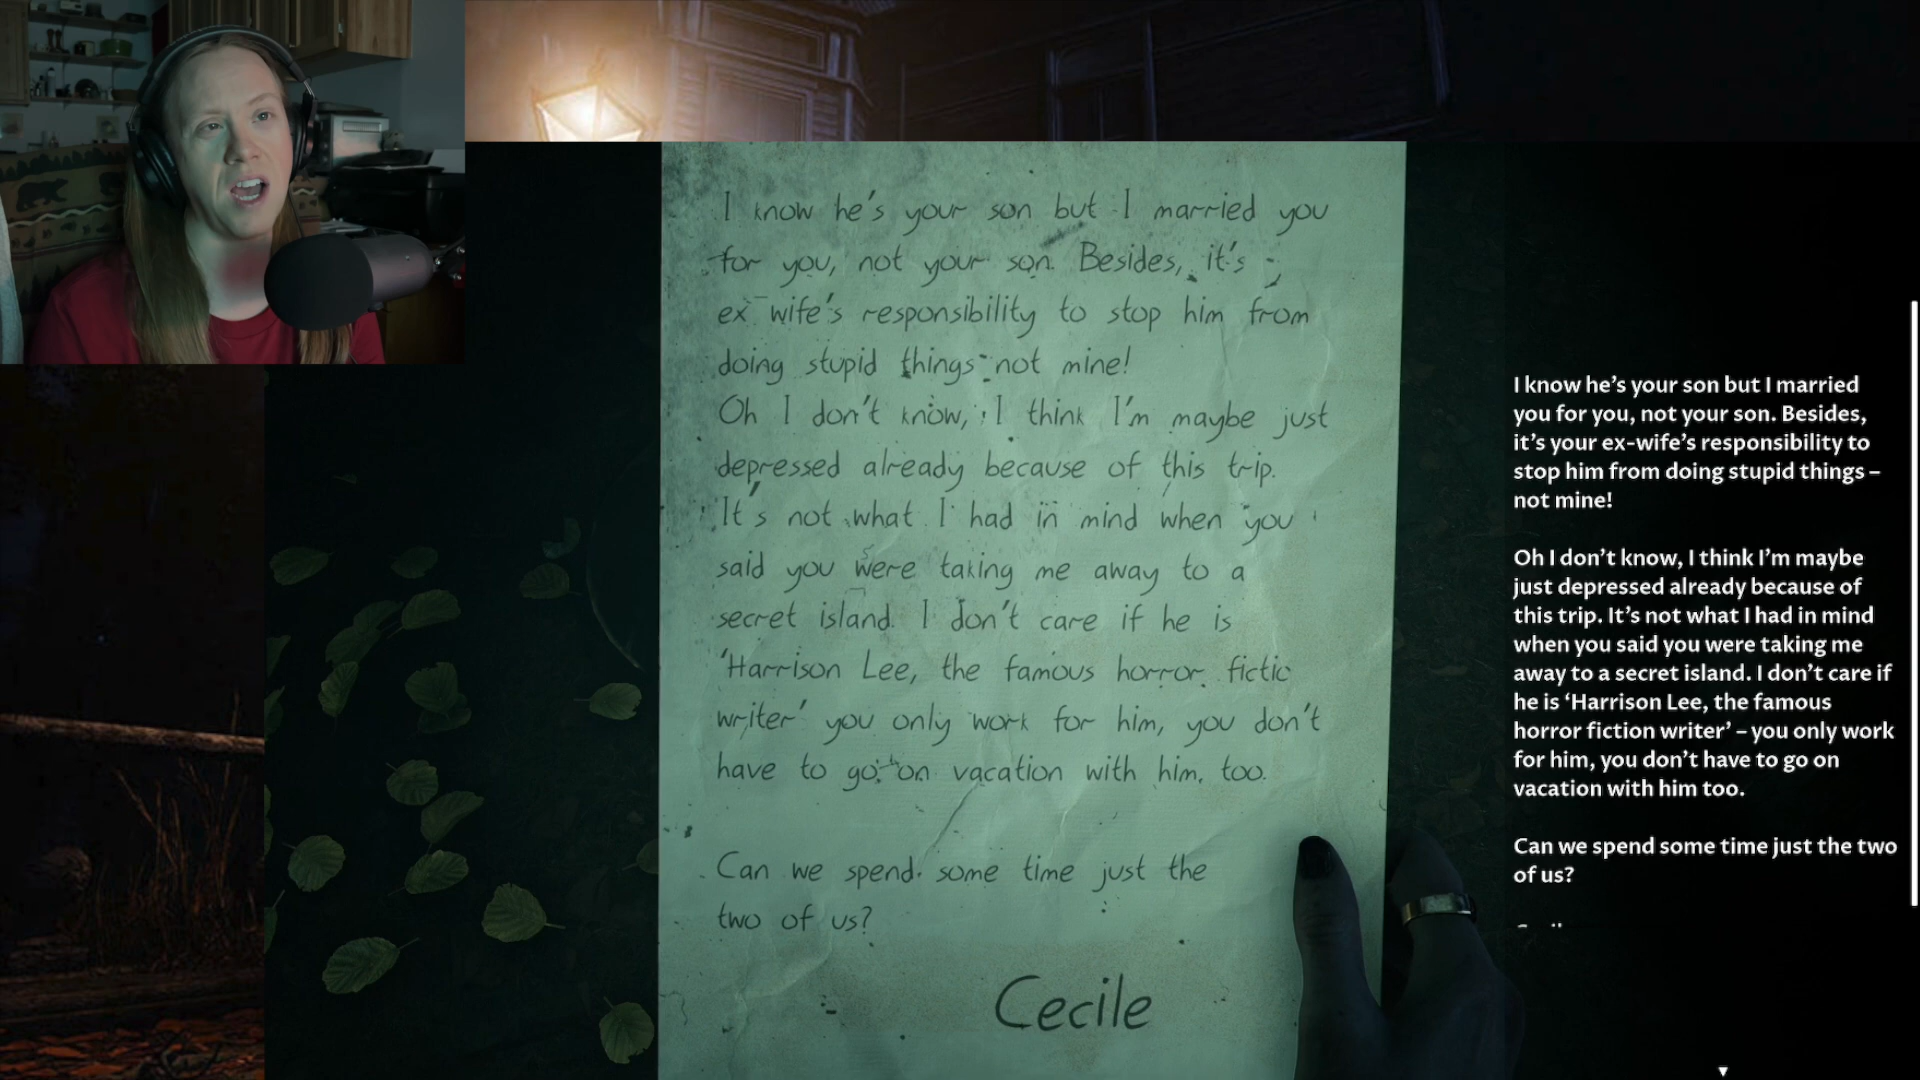 I know he's your son but I married you
for you, not your son. Besides, it's
ex wife's responsibility to stop him from
doing stupid things not mine!
Oh I don't know, I think I'm maybe just
depressed already because of this trip.
It's not what I had in mind when you
said you were taking me away to a
secret island. I don't care if he is
'Harrison Lee, the famous horror fictic
writer' you only work for him, you don't
have to go on vacation with him, too.
Can we spend some time just the
two of us?
Cecile
I know he's your son but I married
you for you, not your son. Besides,
it's your ex-wife's responsibility to
stop him from doing stupid things –
not mine!
Oh I don't know, I think I'm maybe
just depressed already because of
this trip. It's not what I had in mind
when you said you were taking me
away to a secret island. I don't care if
he is ‘Harrison Lee, the famous
horror fiction writer’ – you only work
for him, you don't have to go on
vacation with him too.
Can we spend some time just the two
of us?